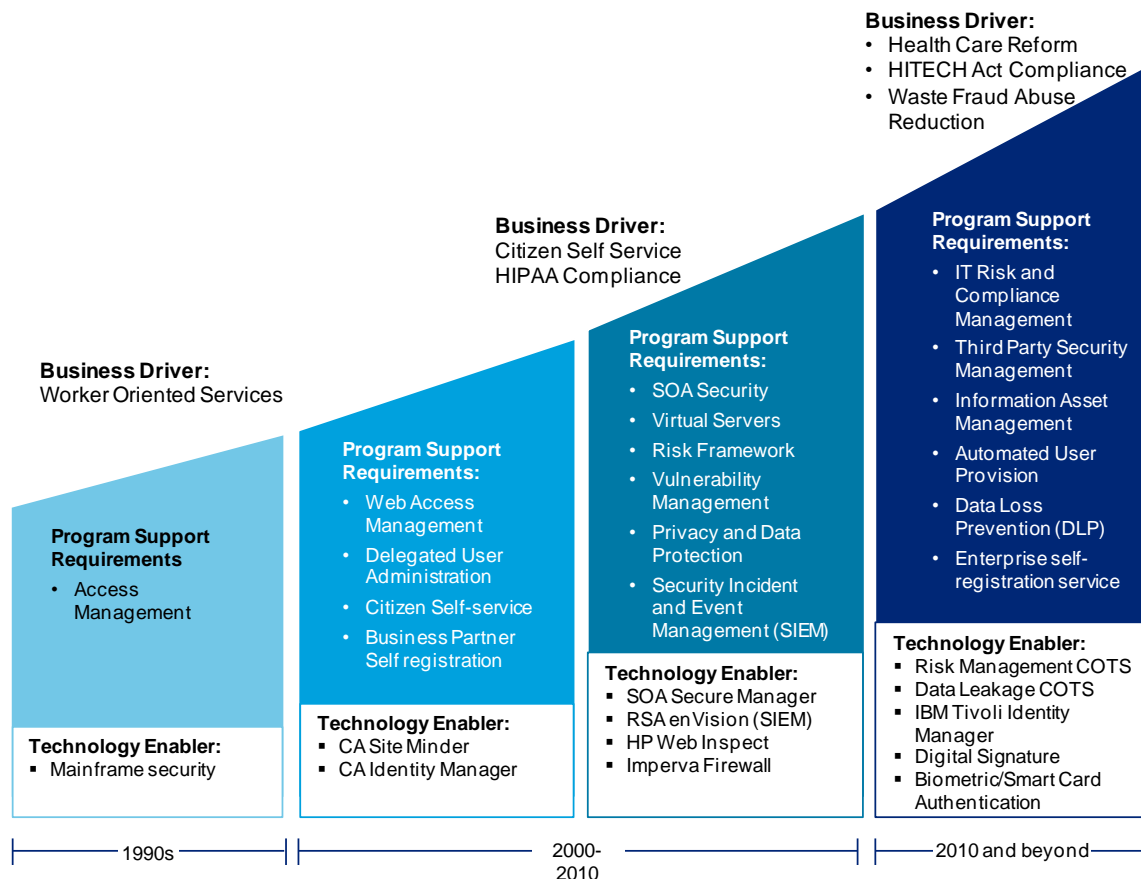 Business Driver:
Worker Oriented Services
Program Support
Requirements
• Access
Management
Technology Enabler:
▪ Mainframe security
1990s
Business Driver:
Citizen Self Service
HIPAA Compliance
Program Support
Requirements:
• Web Access
Management
• Delegated User
Administration
• Citizen Self-service
• Business Partner
Self registration
Technology Enabler:
▪ CA Site Minder
▪ CA Identity Manager
Program Support
Requirements:
• SOA Security
• Virtual Servers
• Risk Framework
• Vulnerability
Management
• Privacy and Data
Protection
• Security Incident
and Event
Management (SIEM)
Technology Enabler:
▪ SOA Secure Manager
▪ RSA enVision (SIEM)
▪ HP Web Inspect
▪ Imperva Firewall
2000-
2010
Business Driver:
• Health Care Reform
• HITECH Act Compliance
• Waste Fraud Abuse
Reduction
Program Support
Requirements:
• IT Risk and
Compliance
Management
• Third Party Security
Management
• Information Asset
Management
• Automated User
Provision
• Data Loss
Prevention (DLP)
• Enterprise self-
registration service
Technology Enabler:
▪ Risk Management COTS
▪ Data Leakage COTS
▪ IBM Tivoli Identity
Manager
▪ Digital Signature
▪ Biometric/Smart Card
Authentication
2010 and beyond